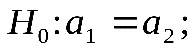 H₀: a₁ = a₂;